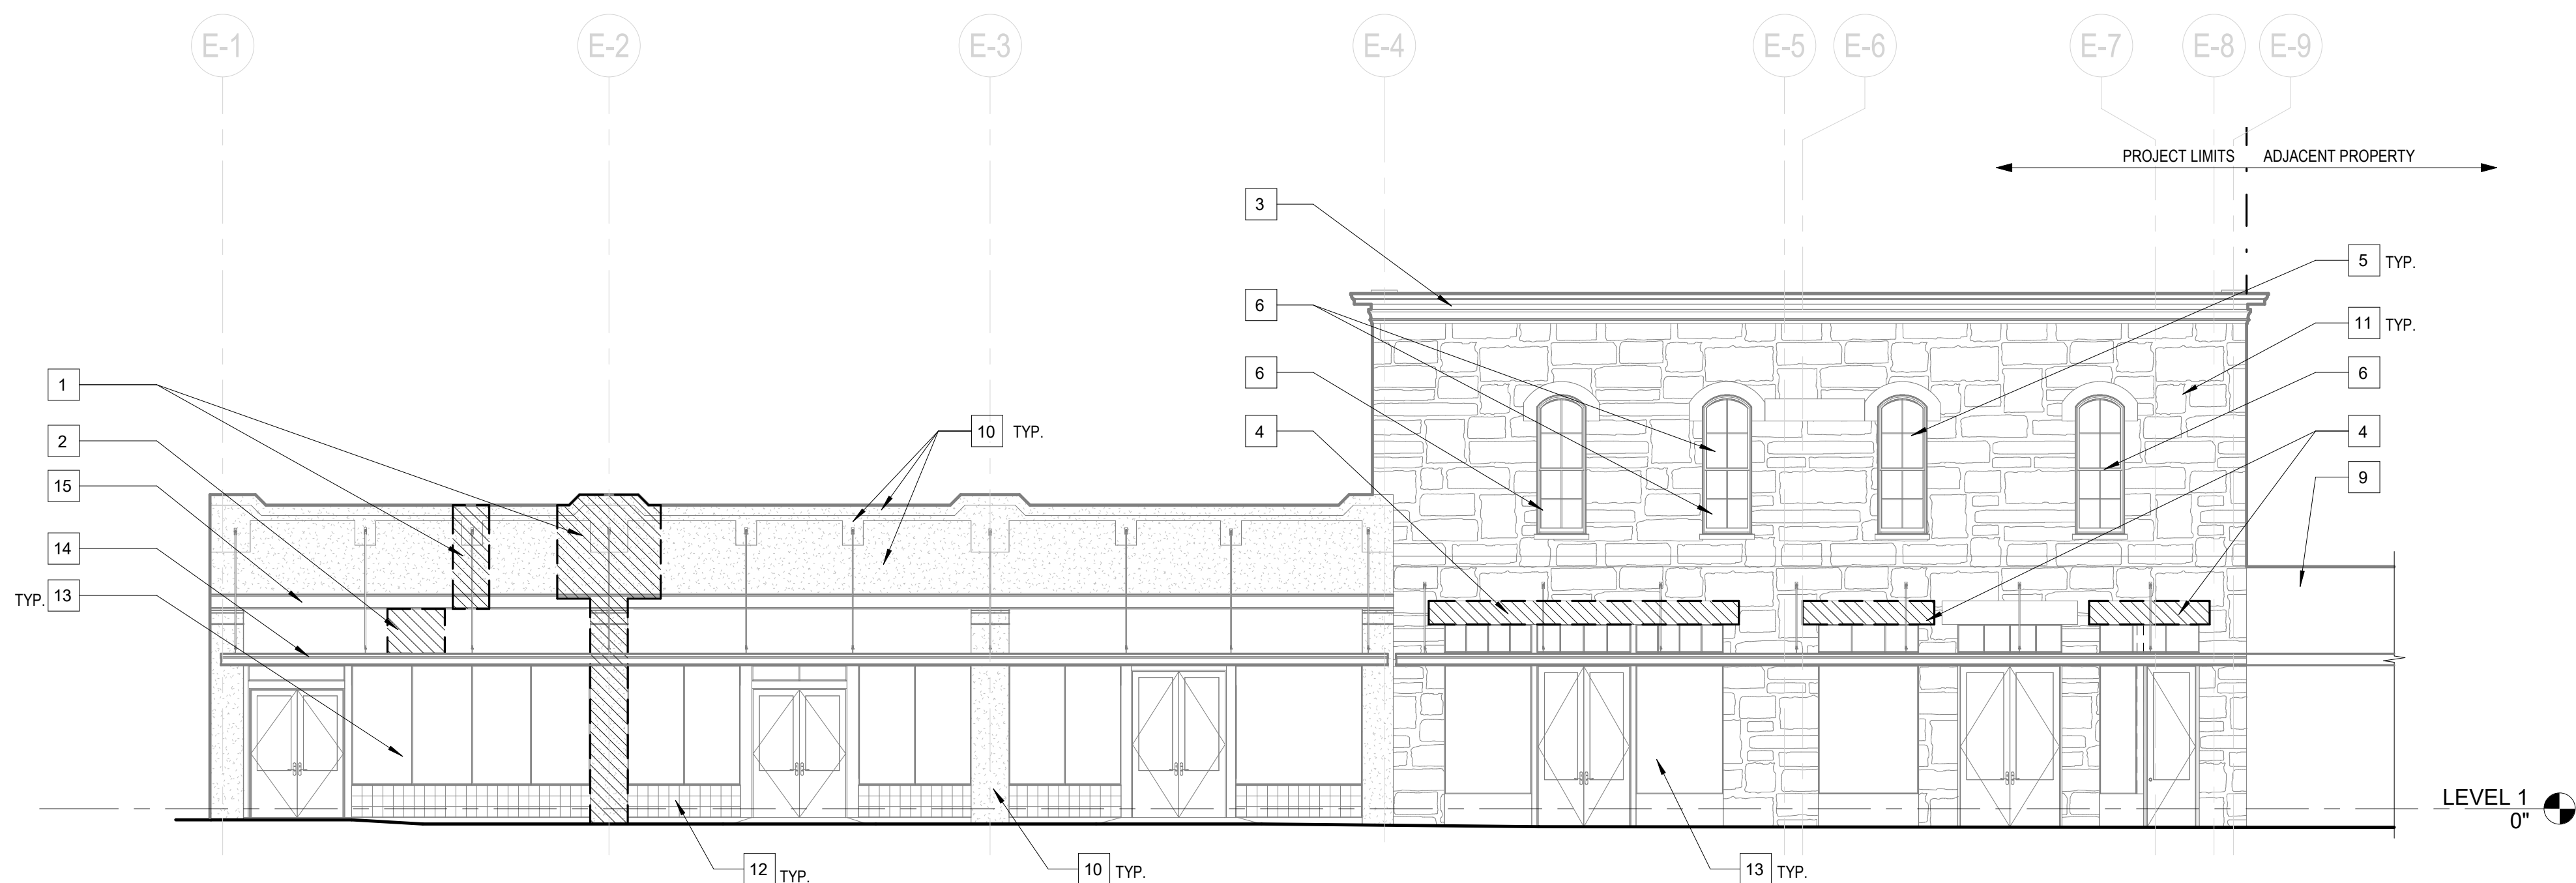 E-1 E-2 E-3 E-4 E-5 E-6 E-7 E-8 E-9
PROJECT LIMITS ADJACENT PROPERTY
3
5 TYP.
6
11 TYP.
6
6
1
10 TYP.
4
4
2
9
15
14
TYP. 13
LEVEL 1
0"
12 TYP.
10 TYP.
13 TYP.